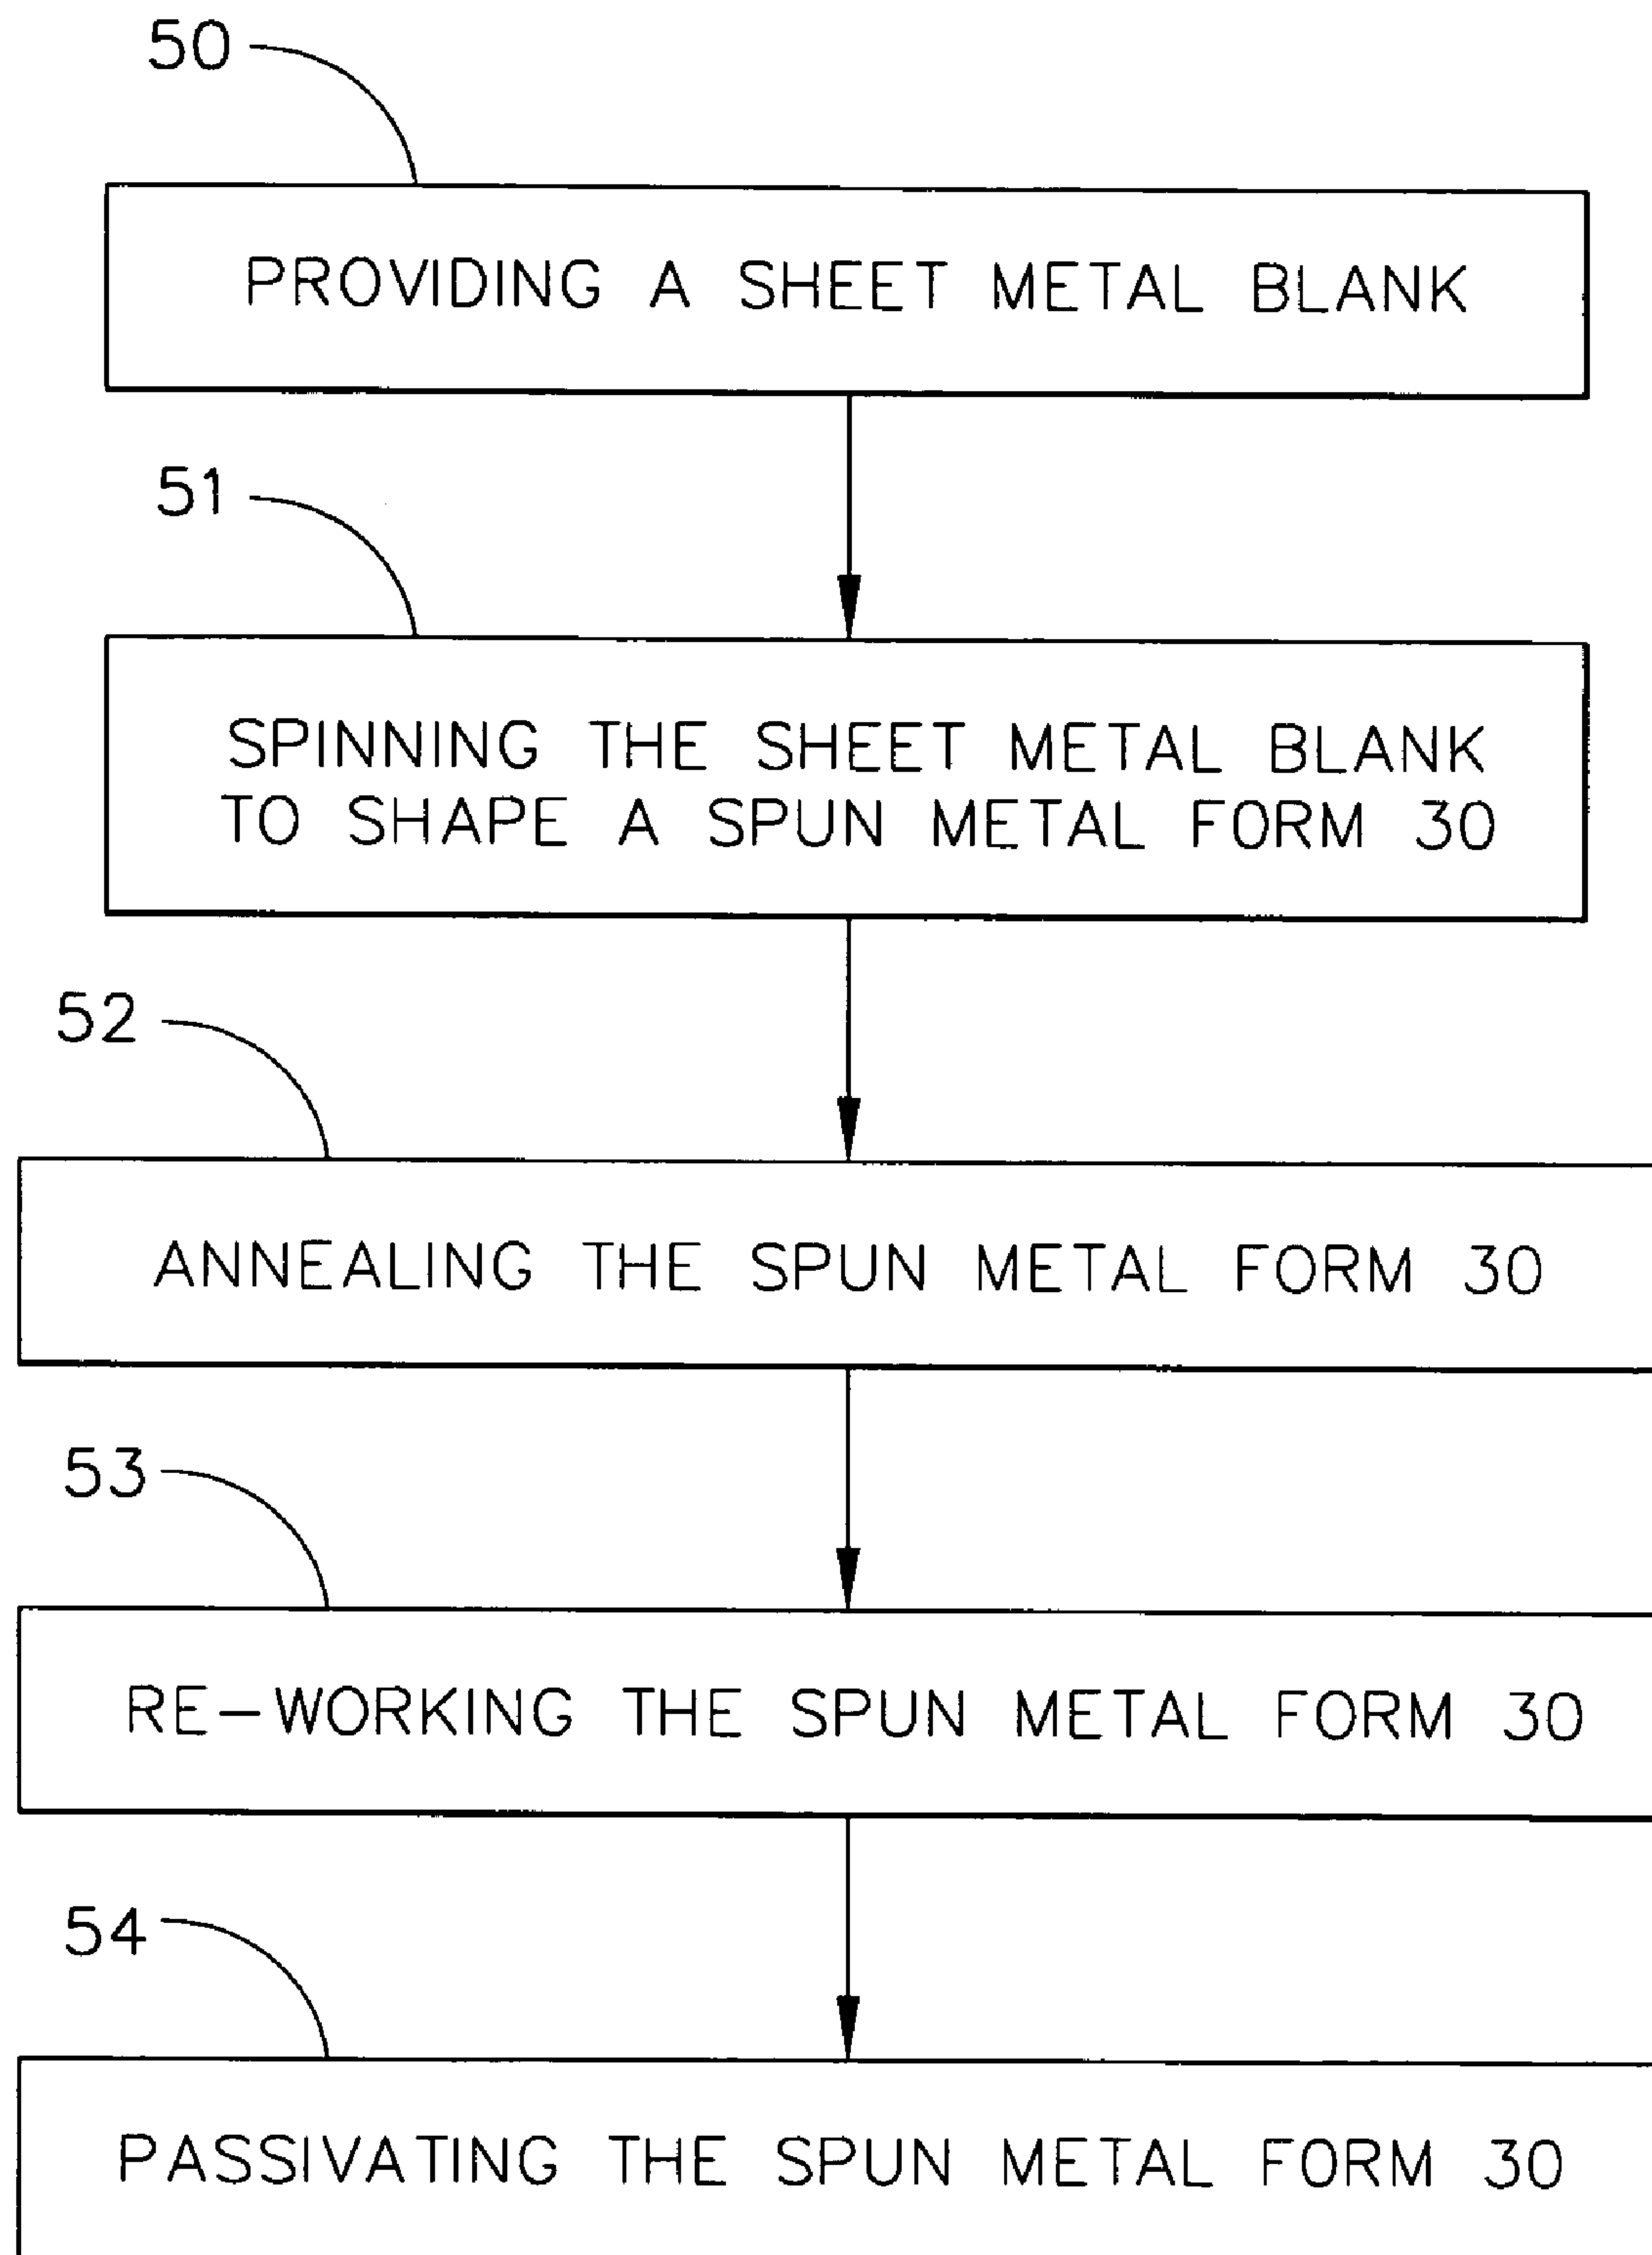 50
PROVIDING A SHEET METAL BLANK
51
SPINNING THE SHEET METAL BLANK
TO SHAPE A SPUN METAL FORM 30
52
ANNEALING THE SPUN METAL FORM 30
53
RE-WORKING THE SPUN METAL FORM 30
54
PASSIVATING THE SPUN METAL FORM 30